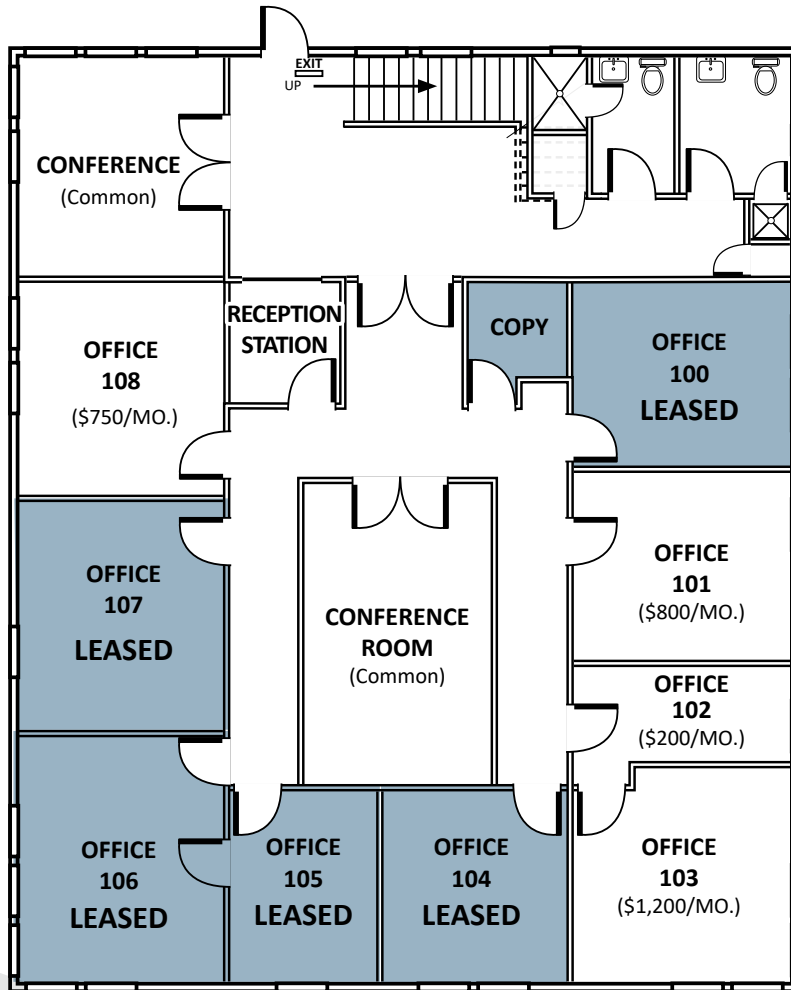 EXIT
UP
CONFERENCE
(Common)
RECEPTION
STATION
COPY
OFFICE
108
($750/MO.)
OFFICE
100
LEASED
OFFICE
107
LEASED
CONFERENCE
ROOM
(Common)
OFFICE
101
($800/MO.)
OFFICE
102
($200/MO.)
OFFICE
106
LEASED
OFFICE
105
LEASED
OFFICE
104
LEASED
OFFICE
103
($1,200/MO.)